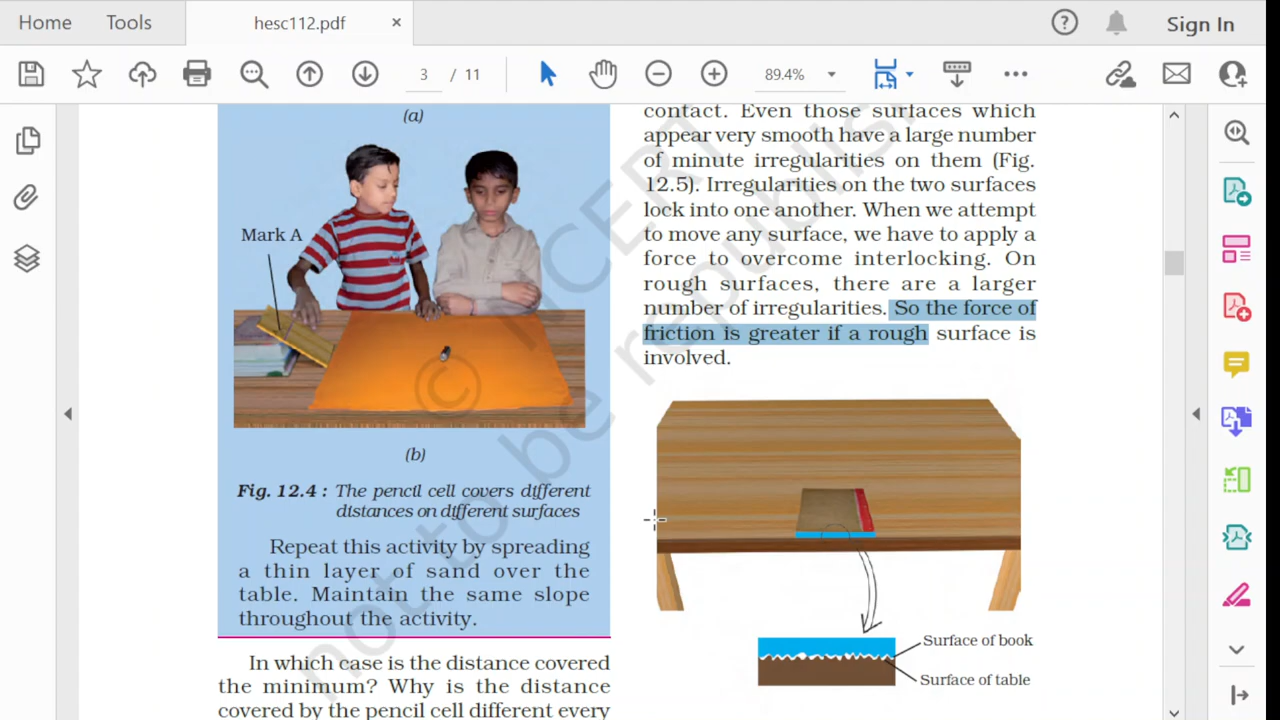 Home
Tools
hesc112.pdf
×
Sign In
3 / 11
89.4%
(a)
Mark A
(b)
Fig. 12.4 : The pencil cell covers different
distances on different surfaces
Repeat this activity by spreading
a thin layer of sand over the
table. Maintain the same slope
throughout the activity.
In which case is the distance covered
the minimum? Why is the distance
covered by the pencil cell different every
contact. Even those surfaces which
appear very smooth have a large number
of minute irregularities on them (Fig.
12.5). Irregularities on the two surfaces
lock into one another. When we attempt
to move any surface, we have to apply a
force to overcome interlocking. On
rough surfaces, there are a larger
number of irregularities. So the force of
friction is greater if a rough surface is
involved.
Surface of book
Surface of table
© NCERT
not to be republish